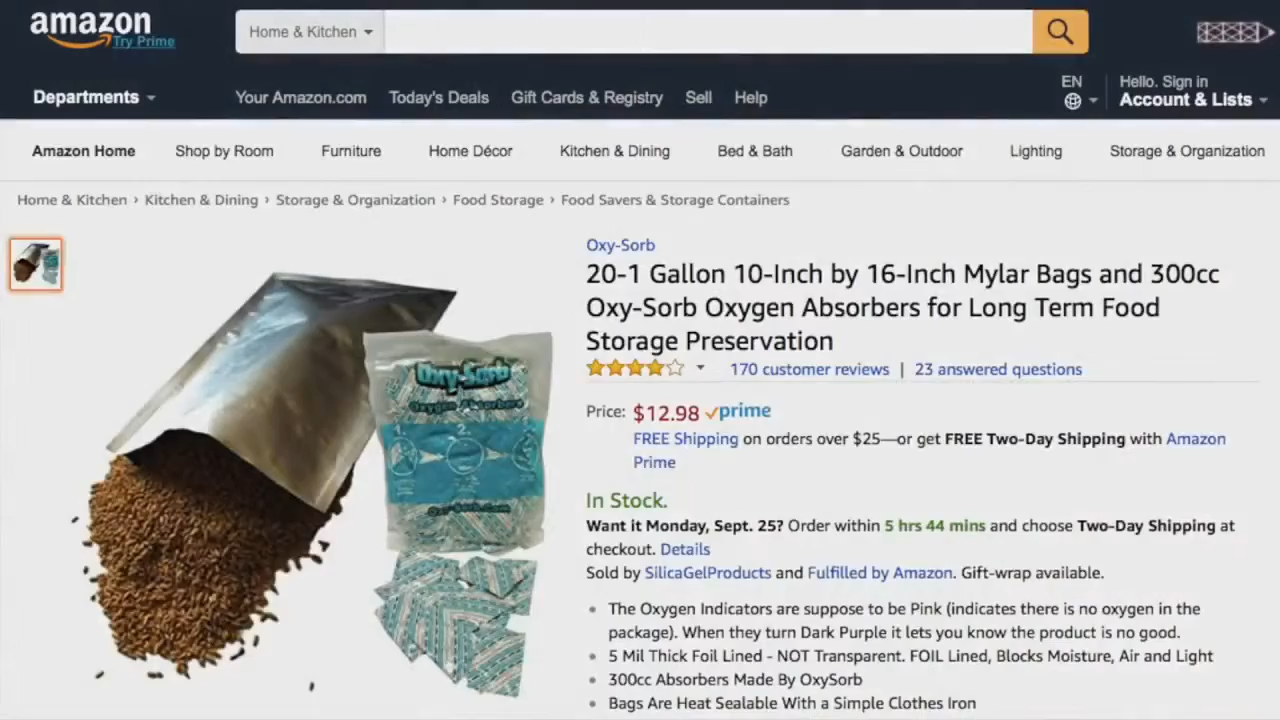 amazon
Try Prime
Home & Kitchen
Departments
Your Amazon.com Today's Deals Gift Cards & Registry Sell Help
EN
Hello. Sign in
Account & Lists
Amazon Home Shop by Room Furniture Home Décor Kitchen & Dining Bed & Bath Garden & Outdoor Lighting Storage & Organization
Home & Kitchen › Kitchen & Dining › Storage & Organization › Food Storage › Food Savers & Storage Containers
Oxy-Sorb
20-1 Gallon 10-Inch by 16-Inch Mylar Bags and 300cc
Oxy-Sorb Oxygen Absorbers for Long Term Food
Storage Preservation
170 customer reviews | 23 answered questions
Price: $12.98 prime
FREE Shipping on orders over $25—or get FREE Two-Day Shipping with Amazon
Prime
In Stock.
Want it Monday, Sept. 25? Order within 5 hrs 44 mins and choose Two-Day Shipping at
checkout. Details
Sold by SilicaGelProducts and Fulfilled by Amazon. Gift-wrap available.
• The Oxygen Indicators are suppose to be Pink (indicates there is no oxygen in the
package). When they turn Dark Purple it lets you know the product is no good.
• 5 Mil Thick Foil Lined - NOT Transparent. FOIL Lined, Blocks Moisture, Air and Light
• 300cc Absorbers Made By OxySorb
• Bags Are Heat Sealable With a Simple Clothes Iron
Oxy-Sorb
Oxygen Absorbers
1. 2.
Oxy-Sorb.Com